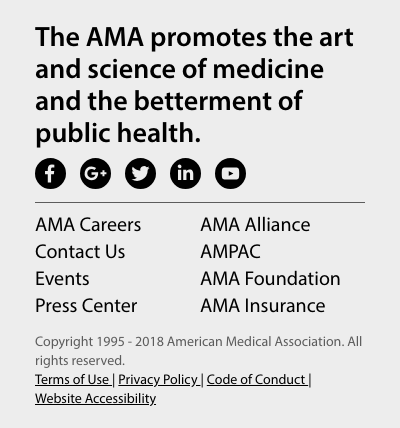 The AMA promotes the art
and science of medicine
and the betterment of
public health.
AMA Careers
Contact Us
Events
Press Center
AMA Alliance
AMPAC
AMA Foundation
AMA Insurance
Copyright 1995 - 2018 American Medical Association. All
rights reserved.
Terms of Use | Privacy Policy | Code of Conduct |
Website Accessibility